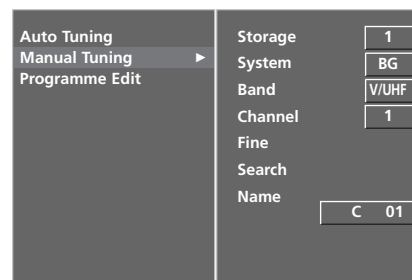 Auto Tuning
Manual Tuning ►
Programme Edit
Storage 1
System BG
Band V/UHF
Channel 1
Fine
Search
Name
C 01